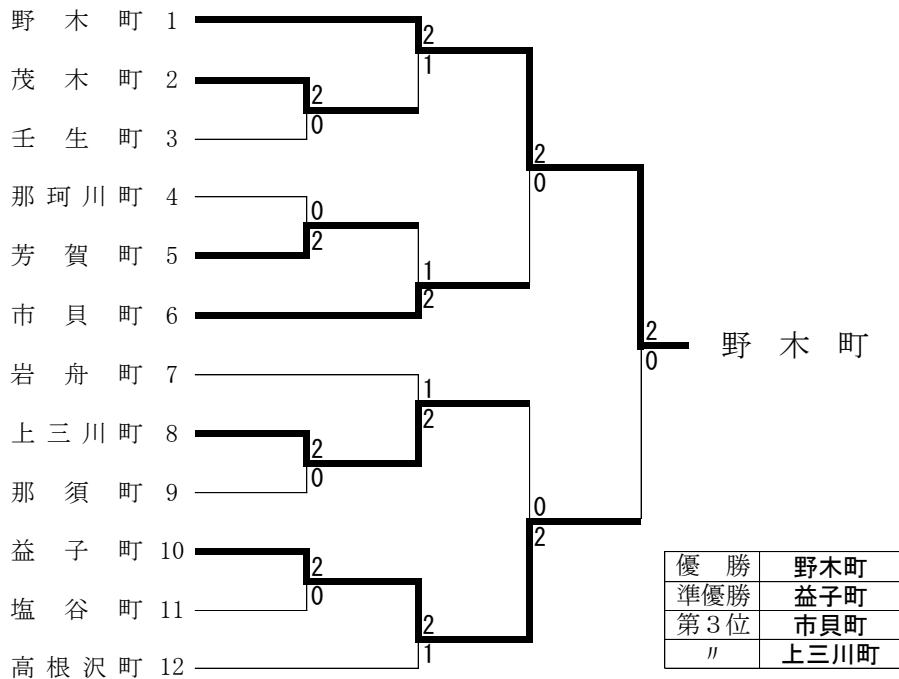 野木町 1
2
1
茂木町 2
2
0
壬生町 3
2
0
那珂川町 4
0
2
芳賀町 5
1
2
市貝町 6
2
0
野木町
岩舟町 7
1
2
上三川町 8
2
0
那須町 9
0
2
益子町 10
2
0
塩谷町 11
2
1
高根沢町 12
優勝 野木町
準優勝 益子町
第3位 市貝町
〃 上三川町